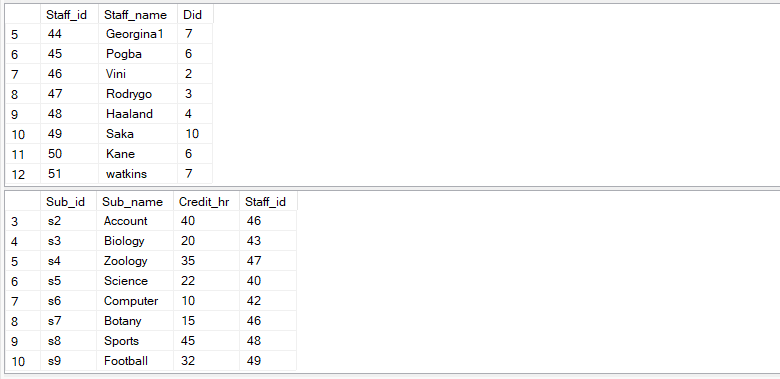 Staff_id Staff_name Did
5 44 Georgina1 7
6 45 Pogba 6
7 46 Vini 2
8 47 Rodrygo 3
9 48 Haaland 4
10 49 Saka 10
11 50 Kane 6
12 51 watkins 7
Sub_id Sub_name Credit_hr Staff_id
3 s2 Account 40 46
4 s3 Biology 20 43
5 s4 Zoology 35 47
6 s5 Science 22 40
7 s6 Computer 10 42
8 s7 Botany 15 46
9 s8 Sports 45 48
10 s9 Football 32 49